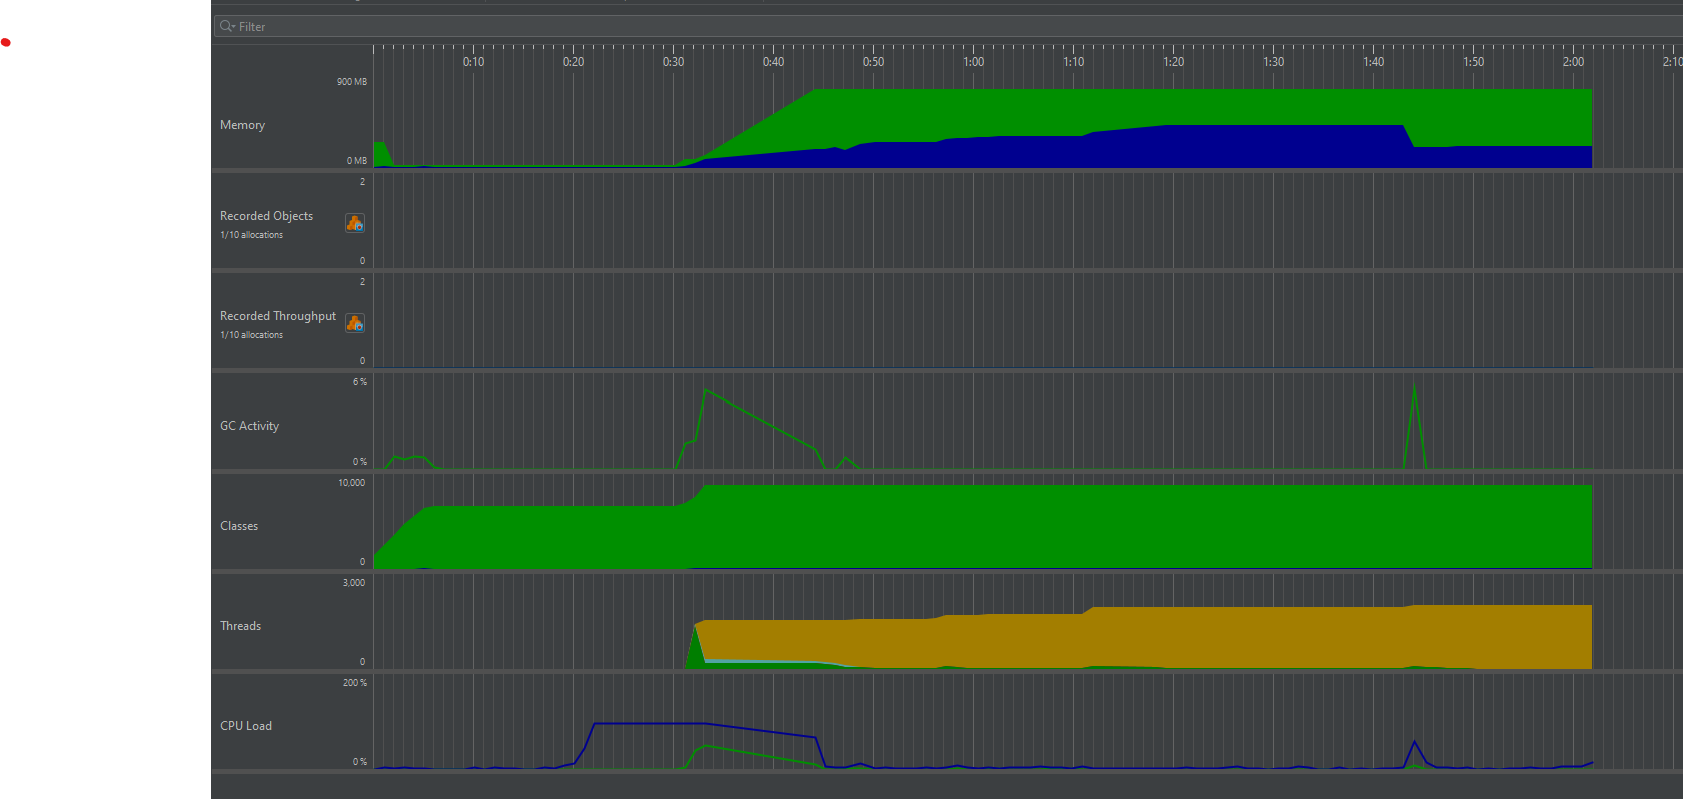 Filter
0:10 0:20 0:30 0:40 0:50 1:00 1:10 1:20 1:30 1:40 1:50 2:00 2:10
900 MB
Memory
0 MB
2
Recorded Objects
1/10 allocations
0
2
Recorded Throughput
1/10 allocations
0
6 %
GC Activity
0 %
10,000
Classes
0
3,000
Threads
0
200 %
CPU Load
0 %